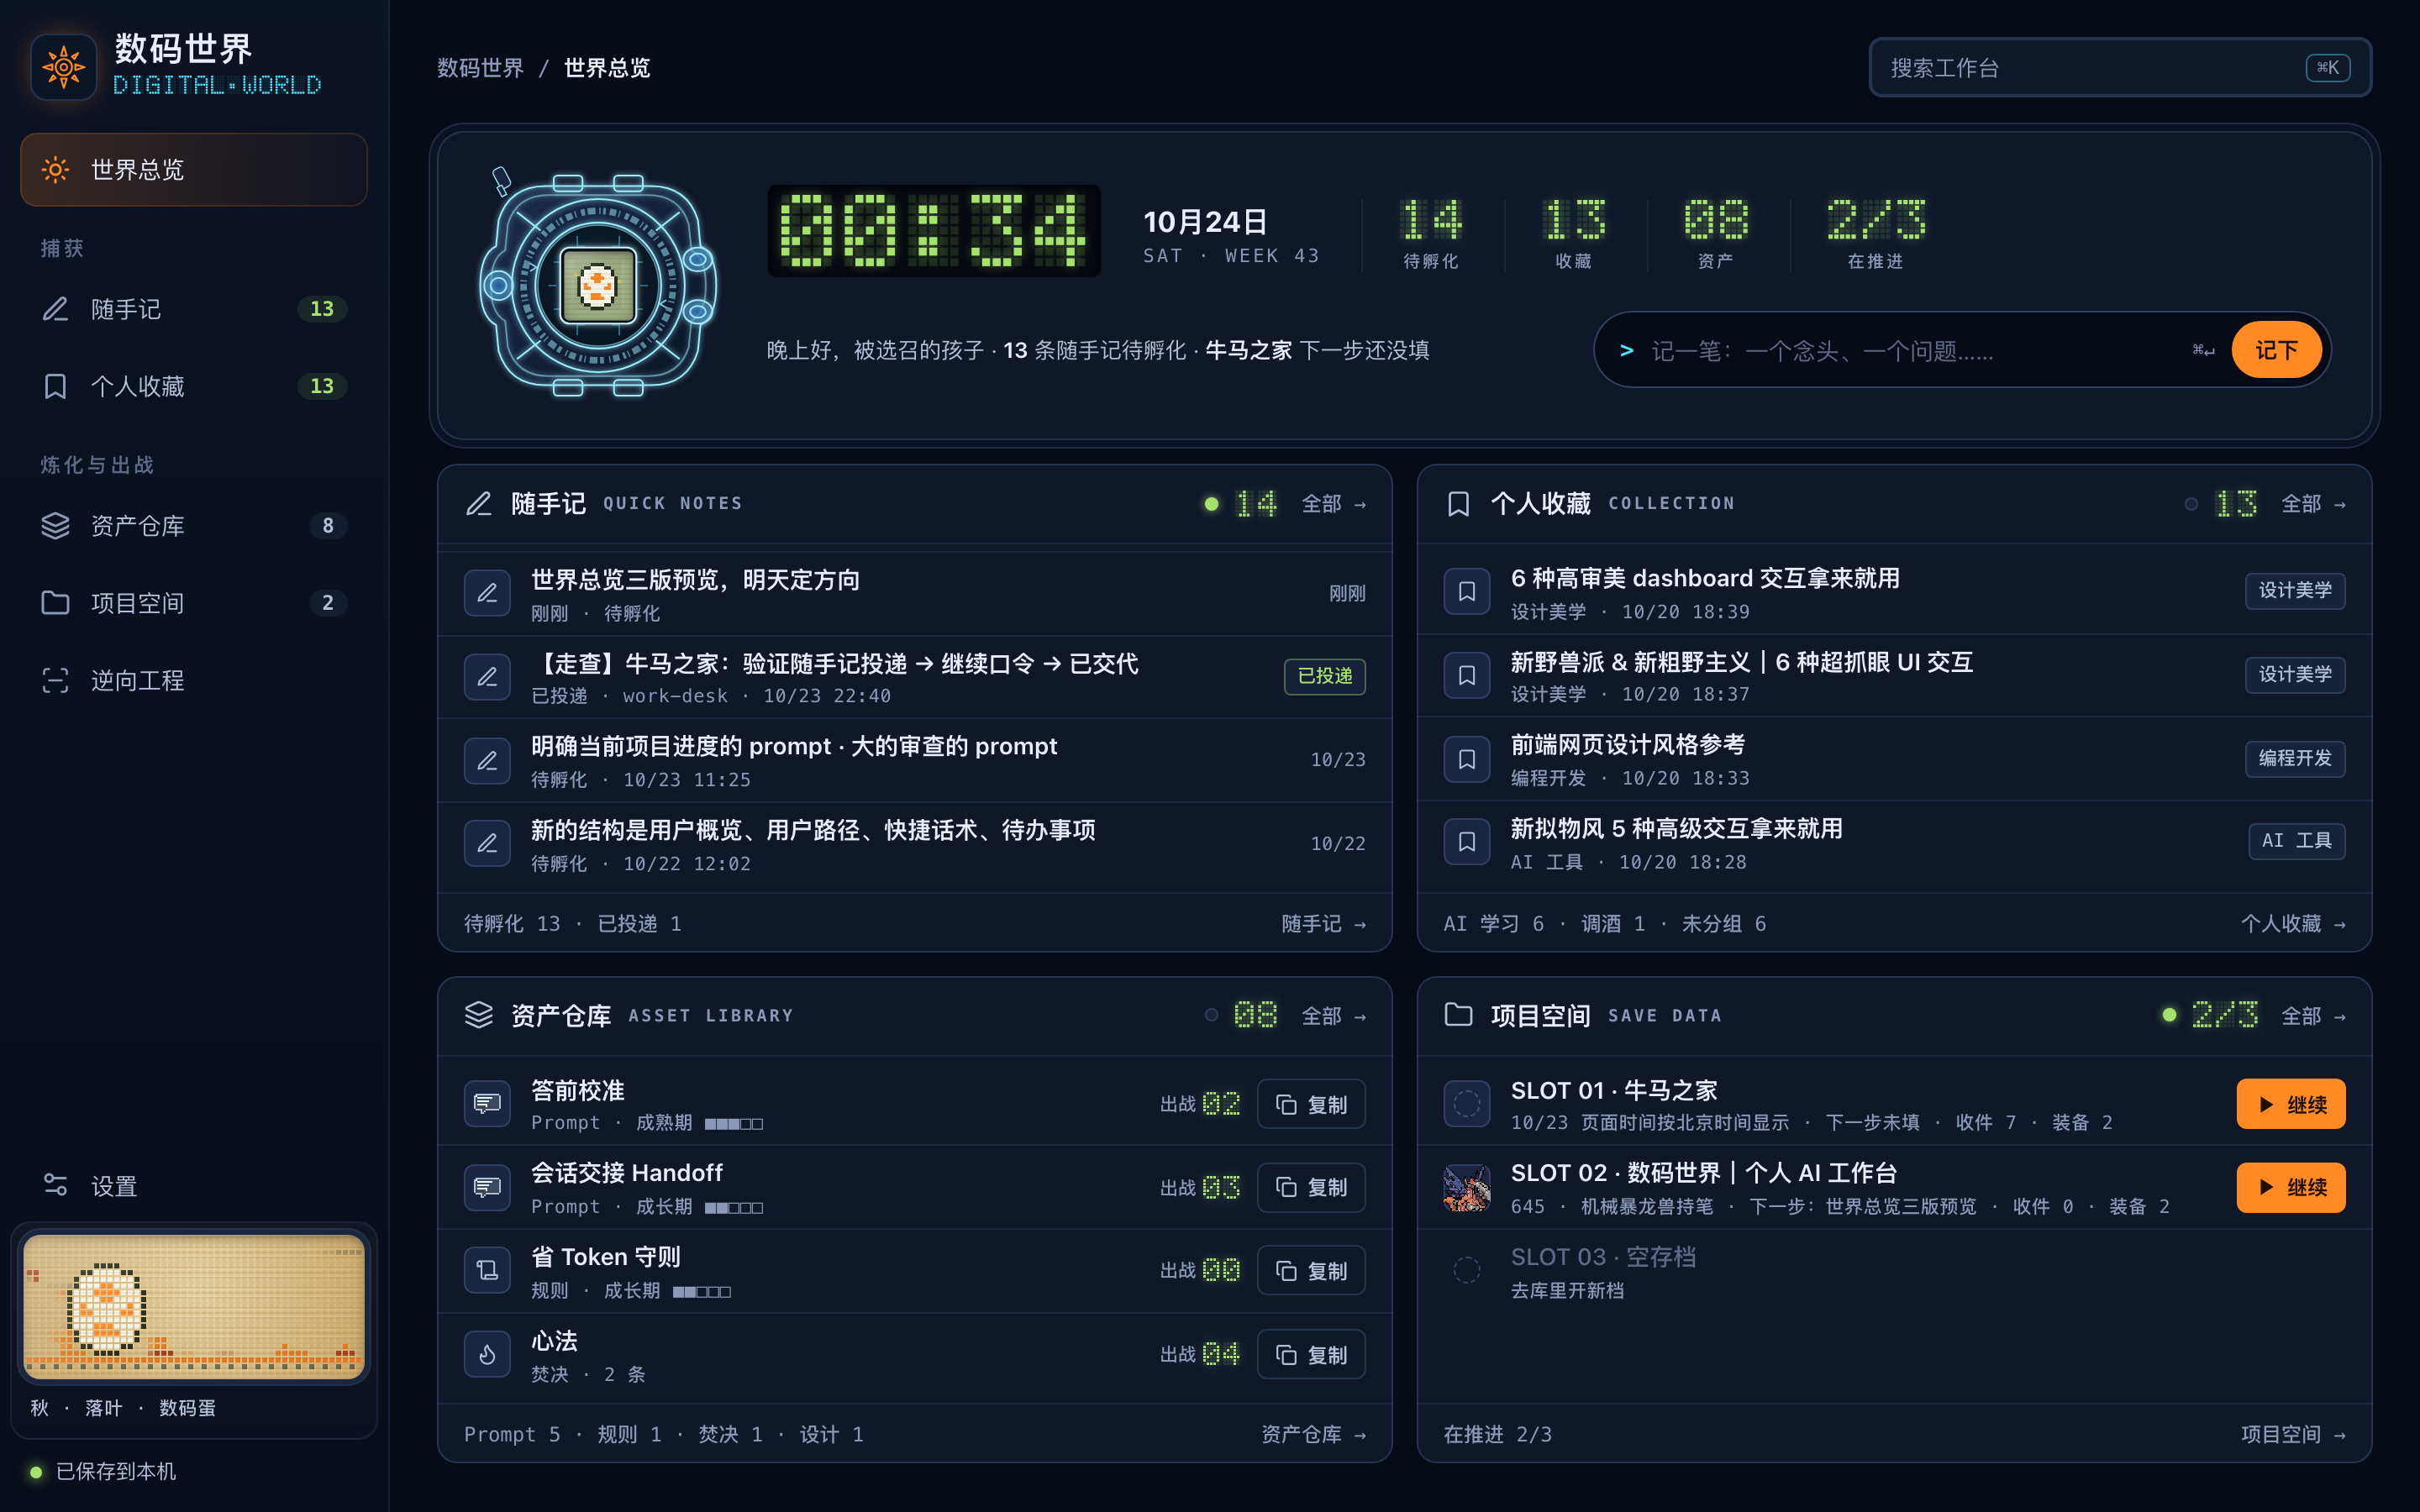 数码世界
DIGITAL·WORLD
世界总览
捕获
随手记 13
个人收藏 13
炼化与出战
资产仓库 8
项目空间 2
逆向工程
设置
秋 · 落叶 · 数码蛋
已保存到本机
数码世界 / 世界总览
搜索工作台 ⌘K
00:34
10月24日
SAT · WEEK 43
14
待孵化
13
收藏
08
资产
2/3
在推进
晚上好，被选召的孩子 · 13 条随手记待孵化 · 牛马之家 下一步还没填
> 记一笔：一个念头、一个问题…… ⌘↵ 记下
随手记 QUICK NOTES 14 全部 →
世界总览三版预览，明天定方向
刚刚 · 待孵化
刚刚
【走查】牛马之家：验证随手记投递 → 继续口令 → 已交代
已投递 · work-desk · 10/23 22:40
已投递
明确当前项目进度的 prompt · 大的审查的 prompt
待孵化 · 10/23 11:25
10/23
新的结构是用户概览、用户路径、快捷话术、待办事项
待孵化 · 10/22 12:02
10/22
待孵化 13 · 已投递 1
随手记 →
个人收藏 COLLECTION 13 全部 →
6 种高审美 dashboard 交互拿来就用
设计美学 · 10/20 18:39
设计美学
新野兽派 & 新粗野主义｜6 种超抓眼 UI 交互
设计美学 · 10/20 18:37
设计美学
前端网页设计风格参考
编程开发 · 10/20 18:33
编程开发
新拟物风 5 种高级交互拿来就用
AI 工具 · 10/20 18:28
AI 工具
AI 学习 6 · 调酒 1 · 未分组 6
个人收藏 →
资产仓库 ASSET LIBRARY 08 全部 →
答前校准
Prompt · 成熟期 ■■■□□
出战 02 复制
会话交接 Handoff
Prompt · 成长期 ■■□□□
出战 03 复制
省 Token 守则
规则 · 成长期 ■■□□□
出战 00 复制
心法
焚决 · 2 条
出战 04 复制
Prompt 5 · 规则 1 · 焚决 1 · 设计 1
资产仓库 →
项目空间 SAVE DATA 2/3 全部 →
SLOT 01 · 牛马之家
10/23 页面时间按北京时间显示 · 下一步未填 · 收件 7 · 装备 2
▶ 继续
SLOT 02 · 数码世界｜个人 AI 工作台
645 · 机械暴龙兽持笔 · 下一步：世界总览三版预览 · 收件 0 · 装备 2
▶ 继续
SLOT 03 · 空存档
去库里开新档
在推进 2/3
项目空间 →